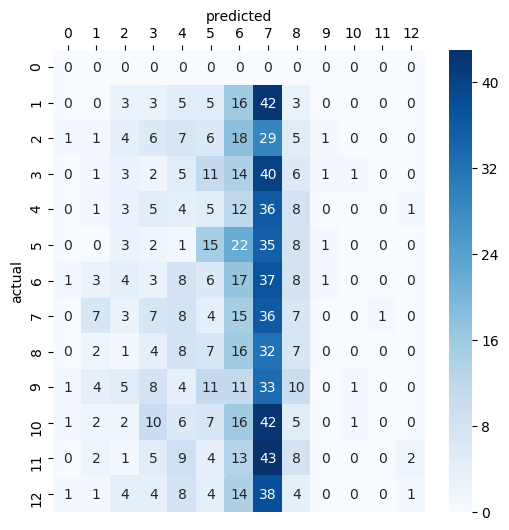 predicted
0 1 2 3 4 5 6 7 8 9 10 11 12
0 0 0 0 0 0 0 0 0 0 0 0 0 0
1 0 0 3 3 5 5 16 42 3 0 0 0 0
2 1 1 4 6 7 6 18 29 5 1 0 0 0
3 0 1 3 2 5 11 14 40 6 1 1 0 0
4 0 1 3 5 4 5 12 36 8 0 0 0 1
5 0 0 3 2 1 15 22 35 8 1 0 0 0
6 1 3 4 3 8 6 17 37 8 1 0 0 0
7 0 7 3 7 8 4 15 36 7 0 0 1 0
8 0 2 1 4 8 7 16 32 7 0 0 0 0
9 1 4 5 8 4 11 11 33 10 0 1 0 0
10 1 2 2 10 6 7 16 42 5 0 1 0 0
11 0 2 1 5 9 4 13 43 8 0 0 0 2
12 1 1 4 4 8 4 14 38 4 0 0 0 1
actual
40
32
24
16
8
0